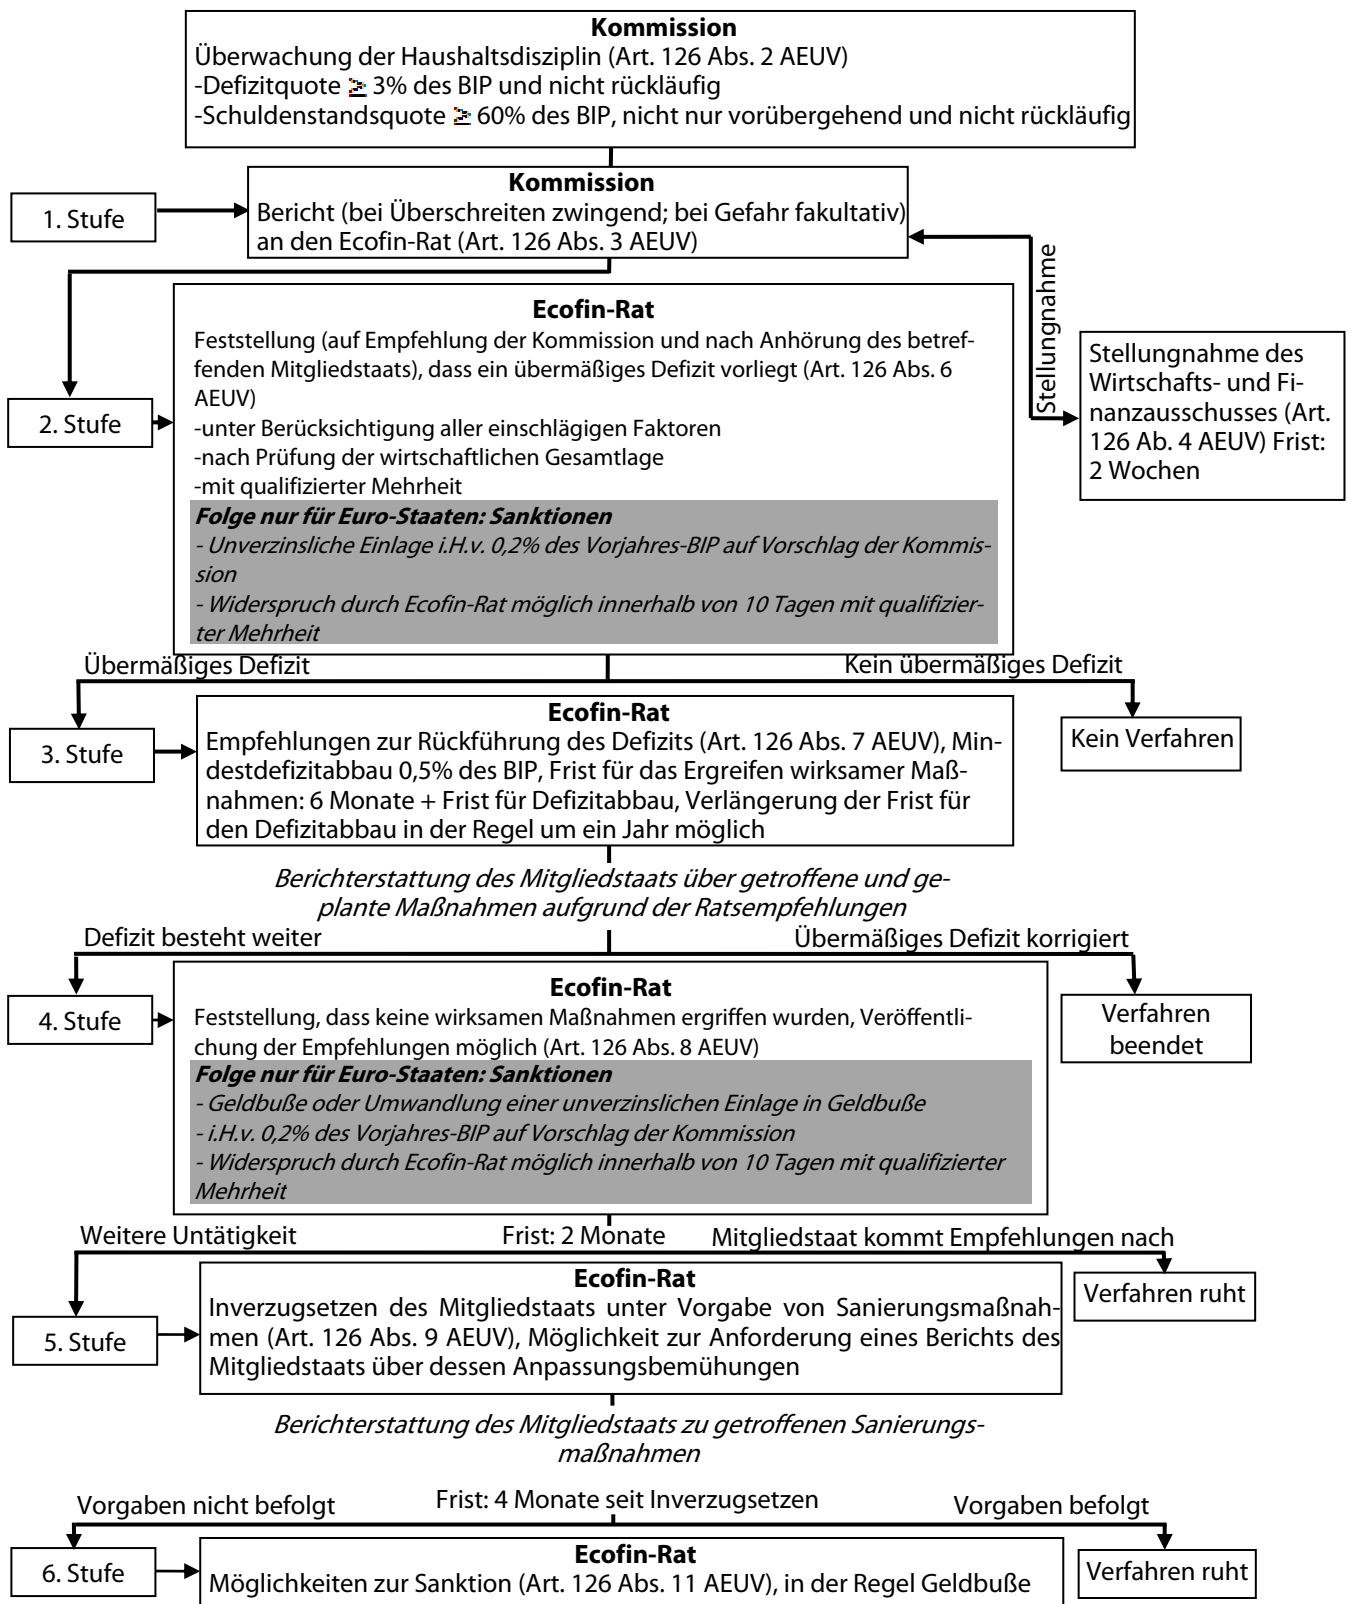 Kommission
Überwachung der Haushaltsdisziplin (Art. 126 Abs. 2 AEUV)
-Defizitquote ≥ 3% des BIP und nicht rückläufig
-Schuldenstandsquote ≥ 60% des BIP, nicht nur vorübergehend und nicht rückläufig
Kommission
1. Stufe
Bericht (bei Überschreiten zwingend; bei Gefahr fakultativ)
an den Ecofin-Rat (Art. 126 Abs. 3 AEUV)
Stellungnahme
Stellungnahme des
Wirtschafts- und Fi-
nanzausschusses (Art.
126 Ab. 4 AEUV) Frist:
2 Wochen
Ecofin-Rat
Feststellung (auf Empfehlung der Kommission und nach Anhörung des betref-
fenden Mitgliedstaats), dass ein übermäßiges Defizit vorliegt (Art. 126 Abs. 6
AEUV)
2. Stufe
-unter Berücksichtigung aller einschlägigen Faktoren
-nach Prüfung der wirtschaftlichen Gesamtlage
-mit qualifizierter Mehrheit
Folge nur für Euro-Staaten: Sanktionen
- Unverzinsliche Einlage i.H.v. 0,2% des Vorjahres-BIP auf Vorschlag der Kommis-
sion
- Widerspruch durch Ecofin-Rat möglich innerhalb von 10 Tagen mit qualifizier-
ter Mehrheit
Übermäßiges Defizit
Kein übermäßiges Defizit
Ecofin-Rat
3. Stufe
Empfehlungen zur Rückführung des Defizits (Art. 126 Abs. 7 AEUV), Min-
destdefizitabbau 0,5% des BIP, Frist für das Ergreifen wirksamer Maß-
nahmen: 6 Monate + Frist für Defizitabbau, Verlängerung der Frist für
den Defizitabbau in der Regel um ein Jahr möglich
Kein Verfahren
Berichterstattung des Mitgliedstaats über getroffene und ge-
plante Maßnahmen aufgrund der Ratsempfehlungen
Defizit besteht weiter
Übermäßiges Defizit korrigiert
Ecofin-Rat
4. Stufe
Feststellung, dass keine wirksamen Maßnahmen ergriffen wurden, Veröffentli-
chung der Empfehlungen möglich (Art. 126 Abs. 8 AEUV)
Verfahren
beendet
Folge nur für Euro-Staaten: Sanktionen
- Geldbuße oder Umwandlung einer unverzinslichen Einlage in Geldbuße
- i.H.v. 0,2% des Vorjahres-BIP auf Vorschlag der Kommission
- Widerspruch durch Ecofin-Rat möglich innerhalb von 10 Tagen mit qualifizierter
Mehrheit
Weitere Untätigkeit
Frist: 2 Monate
Mitgliedstaat kommt Empfehlungen nach
Ecofin-Rat
Verfahren ruht
5. Stufe
Inverzugsetzen des Mitgliedstaats unter Vorgabe von Sanierungsmaßnah-
men (Art. 126 Abs. 9 AEUV), Möglichkeit zur Anforderung eines Berichts des
Mitgliedstaats über dessen Anpassungsbemühungen
Berichterstattung des Mitgliedstaats zu getroffenen Sanierungs-
maßnahmen
Vorgaben nicht befolgt
Frist: 4 Monate seit Inverzugsetzen
Vorgaben befolgt
Ecofin-Rat
6. Stufe
Möglichkeiten zur Sanktion (Art. 126 Abs. 11 AEUV), in der Regel Geldbuße
Verfahren ruht